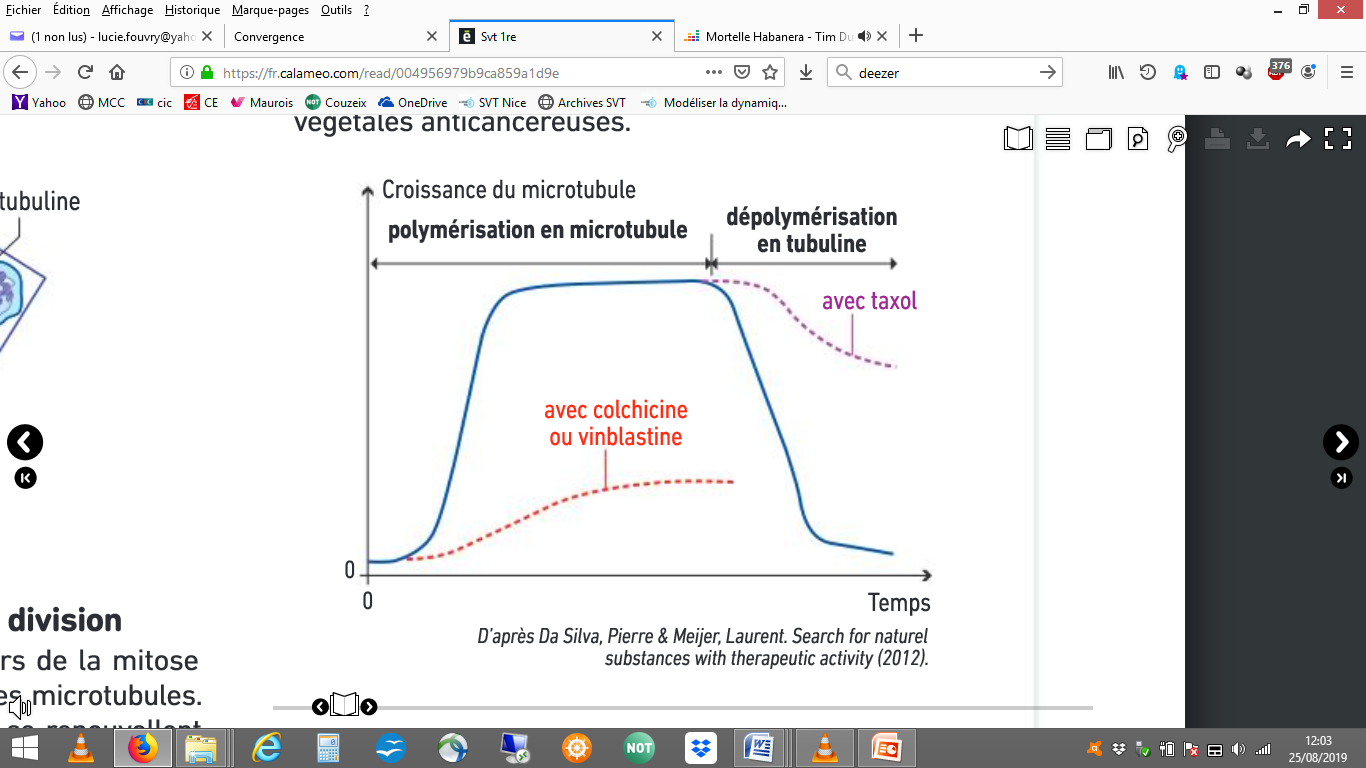 Fichier Édition Affichage Historique Marque-pages Outils ?
(1 non lus) - lucie.fouvry@yaho
Convergence
Svt 1re
Mortelle Habanera - Tim Du
https://fr.calameo.com/read/004956979b9ca859a1d9e
deezer
376
Yahoo MCC cic CE Maurois Couzeix OneDrive SVT Nice Archives SVT Modéliser la dynamiq...
végétales anticancéreuses.
tubuline
Croissance du microtubule
polymérisation en microtubule
dépolymérisation
en tubuline
avec taxol
avec colchicine
ou vinblastine
0
0
Temps
D'après Da Silva, Pierre & Meijer, Laurent. Search for naturel
substances with therapeutic activity (2012).
division
rs de la mitose
es microtubules.
se renouvellent
NOT
12:03
25/08/2019